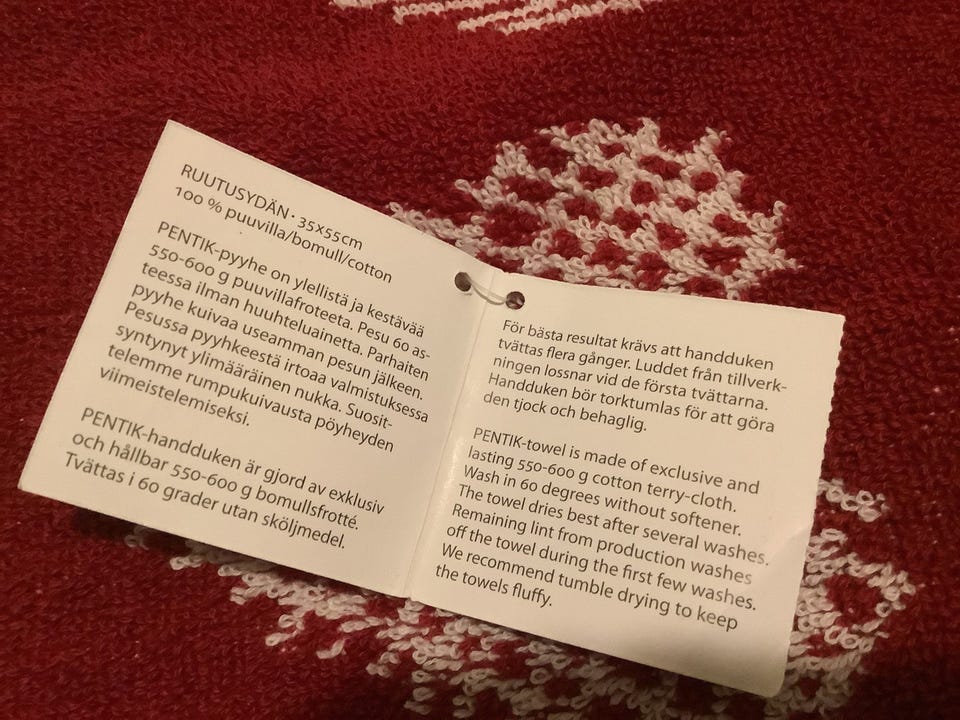 RUUTUSYDÄN · 35x55cm
100 % puuvilla/bomull/cotton
PENTIK-pyyhe on ylellistä ja kestävää
550-600 g puuvillafroteeta. Pesu 60 as-
teessa ilman huuhteluainetta. Parhaiten
pyyhe kuivaa useamman pesun jälkeen.
Pesussa pyyhkeestä irtoaa valmistuksessa
syntynyt ylimääräinen nukka. Suosit-
telemme rumpukuivausta pöyheyden
viimeistelemiseksi.
PENTIK-handduken är gjord av exklusiv
och hållbar 550-600 g bomullsfrotté.
Tvättas i 60 grader utan sköljmedel.
För bästa resultat krävs att handduken
tvättas flera gånger. Luddet från tillverk-
ningen lossnar vid de första tvättarna.
Handduken bör torktumlas för att göra
den tjock och behaglig.
PENTIK-towel is made of exclusive and
lasting 550-600 g cotton terry-cloth.
Wash in 60 degrees without softener.
The towel dries best after several washes.
Remaining lint from production washes
off the towel during the first few washes.
We recommend tumble drying to keep
the towels fluffy.